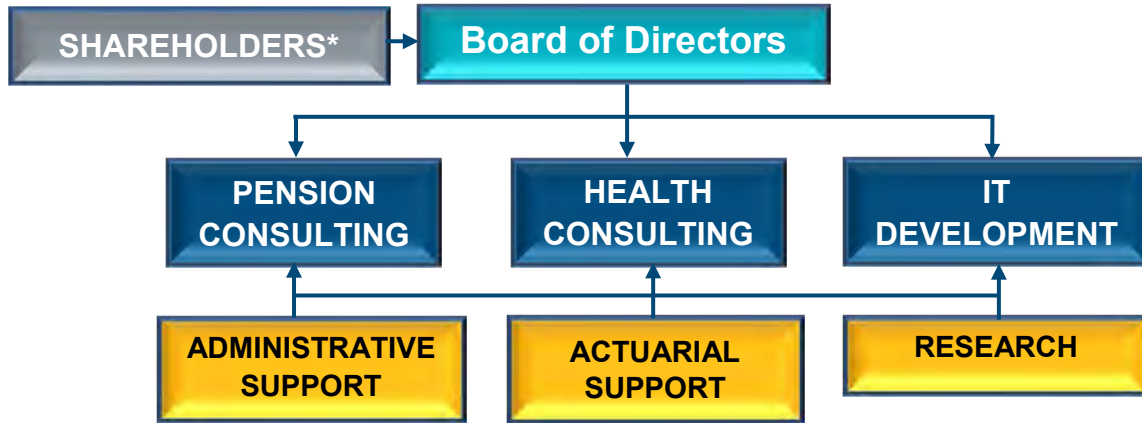 SHAREHOLDERS*
Board of Directors
PENSION
CONSULTING
HEALTH
CONSULTING
IT
DEVELOPMENT
ADMINISTRATIVE
SUPPORT
ACTUARIAL
SUPPORT
RESEARCH